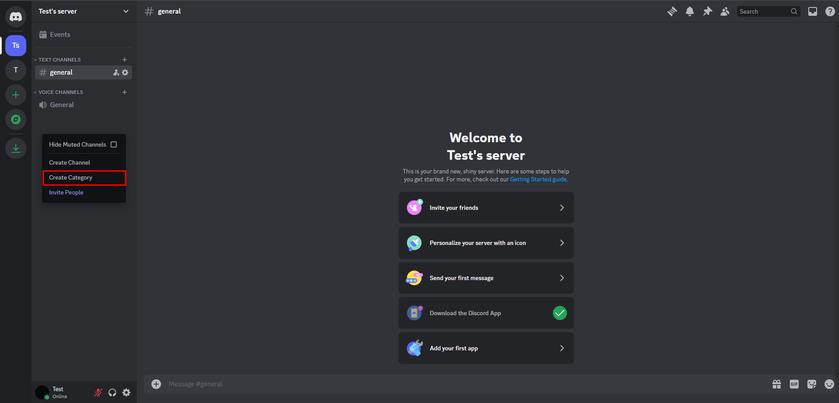 Test's server
general
Search
Ts
Events
TEXT CHANNELS
general
T
VOICE CHANNELS
General
Hide Muted Channels
Create Channel
Create Category
Invite People
Welcome to
Test's server
This is your brand new, shiny server. Here are some steps to help
you get started. For more, check out our Getting Started guide.
Invite your friends
Personalize your server with an icon
Send your first message
Download the Discord App
Add your first app
Test
Online
Message #general
GIF